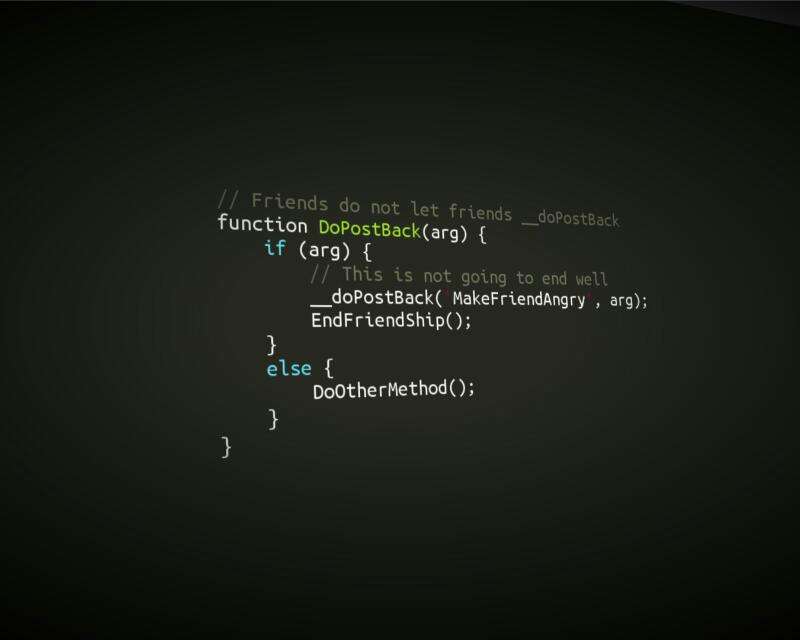 // Friends do not let friends __doPostBack
function DoPostBack(arg) {
if (arg) {
// This is not going to end well
__doPostBack('MakeFriendAngry', arg);
EndFriendShip();
}
else {
DoOtherMethod();
}
}